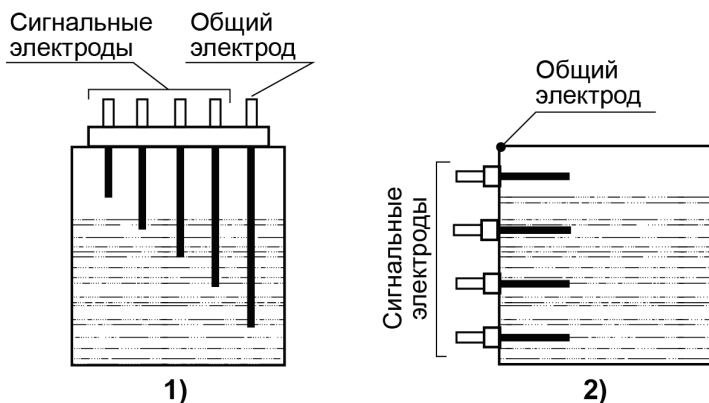 Сигнальные
электроды
Общий
электрод
1)
Общий
электрод
Сигнальные
электроды
2)